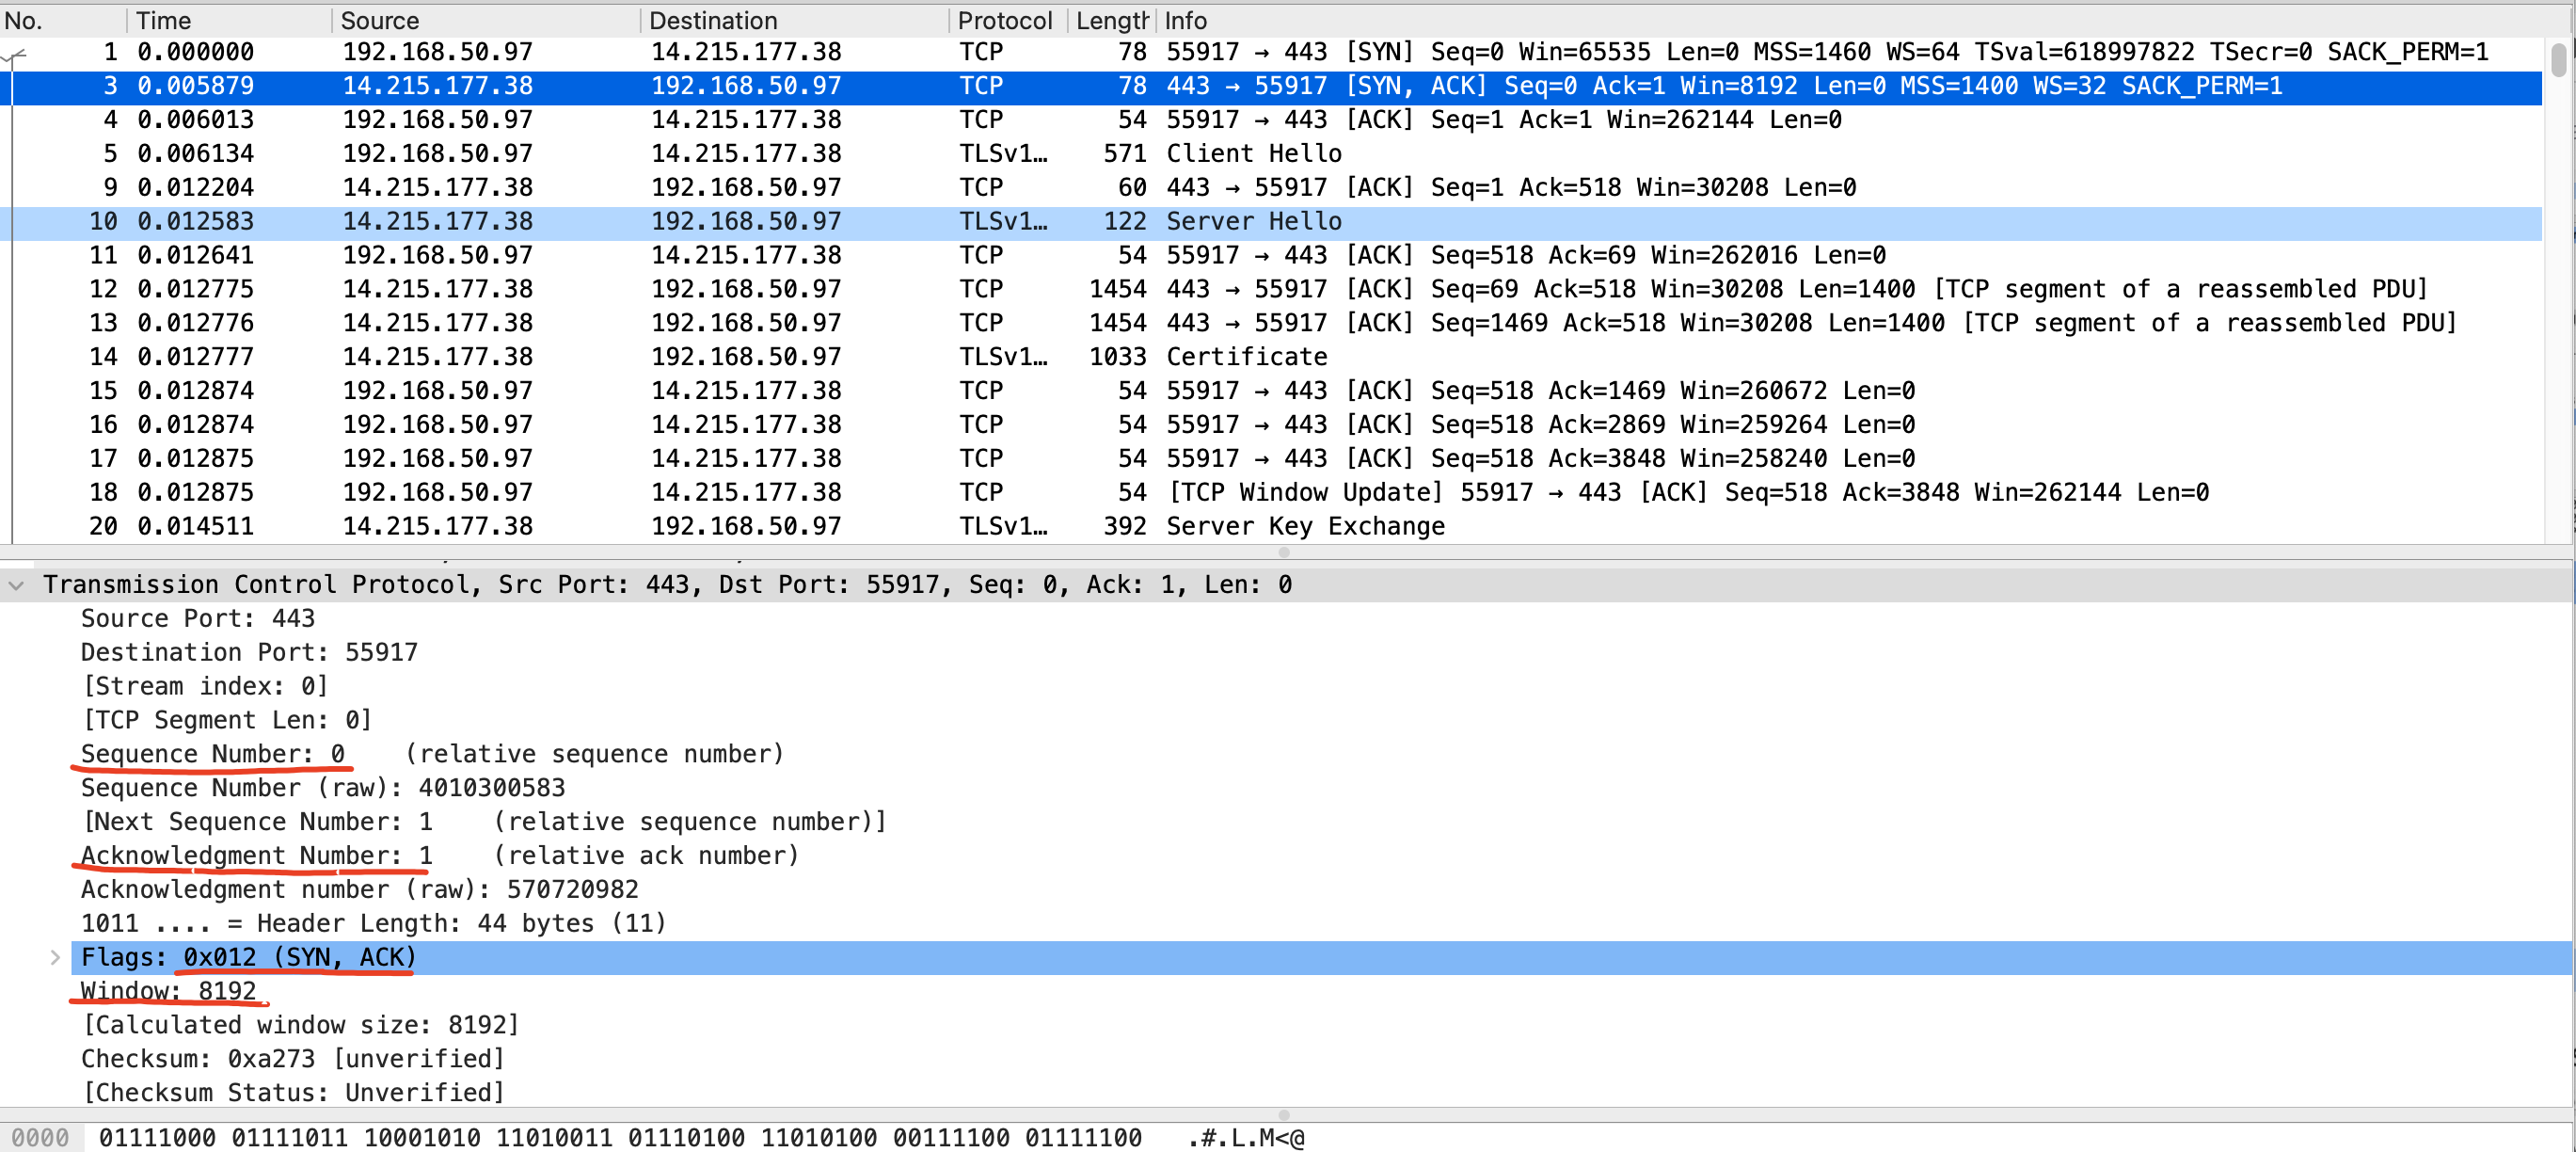 No. Time Source Destination Protocol Length Info
1 0.000000 192.168.50.97 14.215.177.38 TCP 78 55917 → 443 [SYN] Seq=0 Win=65535 Len=0 MSS=1460 WS=64 TSval=618997822 TSecr=0 SACK_PERM=1
3 0.005879 14.215.177.38 192.168.50.97 TCP 78 443 → 55917 [SYN, ACK] Seq=0 Ack=1 Win=8192 Len=0 MSS=1400 WS=32 SACK_PERM=1
4 0.006013 192.168.50.97 14.215.177.38 TCP 54 55917 → 443 [ACK] Seq=1 Ack=1 Win=262144 Len=0
5 0.006134 192.168.50.97 14.215.177.38 TLSv1… 571 Client Hello
9 0.012204 14.215.177.38 192.168.50.97 TCP 60 443 → 55917 [ACK] Seq=1 Ack=518 Win=30208 Len=0
10 0.012583 14.215.177.38 192.168.50.97 TLSv1… 122 Server Hello
11 0.012641 192.168.50.97 14.215.177.38 TCP 54 55917 → 443 [ACK] Seq=518 Ack=69 Win=262016 Len=0
12 0.012775 14.215.177.38 192.168.50.97 TCP 1454 443 → 55917 [ACK] Seq=69 Ack=518 Win=30208 Len=1400 [TCP segment of a reassembled PDU]
13 0.012776 14.215.177.38 192.168.50.97 TCP 1454 443 → 55917 [ACK] Seq=1469 Ack=518 Win=30208 Len=1400 [TCP segment of a reassembled PDU]
14 0.012777 14.215.177.38 192.168.50.97 TLSv1… 1033 Certificate
15 0.012874 192.168.50.97 14.215.177.38 TCP 54 55917 → 443 [ACK] Seq=518 Ack=1469 Win=260672 Len=0
16 0.012874 192.168.50.97 14.215.177.38 TCP 54 55917 → 443 [ACK] Seq=518 Ack=2869 Win=259264 Len=0
17 0.012875 192.168.50.97 14.215.177.38 TCP 54 55917 → 443 [ACK] Seq=518 Ack=3848 Win=258240 Len=0
18 0.012875 192.168.50.97 14.215.177.38 TCP 54 [TCP Window Update] 55917 → 443 [ACK] Seq=518 Ack=3848 Win=262144 Len=0
20 0.014511 14.215.177.38 192.168.50.97 TLSv1… 392 Server Key Exchange
Transmission Control Protocol, Src Port: 443, Dst Port: 55917, Seq: 0, Ack: 1, Len: 0
Source Port: 443
Destination Port: 55917
[Stream index: 0]
[TCP Segment Len: 0]
Sequence Number: 0 (relative sequence number)
Sequence Number (raw): 4010300583
[Next Sequence Number: 1 (relative sequence number)]
Acknowledgment Number: 1 (relative ack number)
Acknowledgment number (raw): 570720982
1011 .... = Header Length: 44 bytes (11)
Flags: 0x012 (SYN, ACK)
Window: 8192
[Calculated window size: 8192]
Checksum: 0xa273 [unverified]
[Checksum Status: Unverified]
0000 01111000 01111011 10001010 11010011 01110100 11010100 00111100 01111100 .#.L.M<@